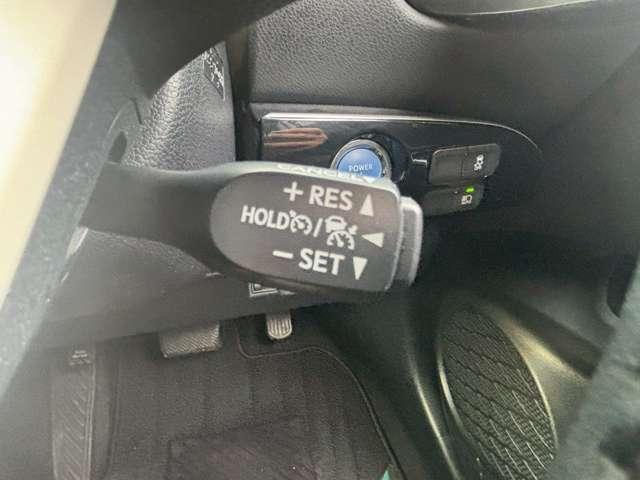 POWER
CANCEL
+ RES ▲
HOLD / ◀
− SET ▼